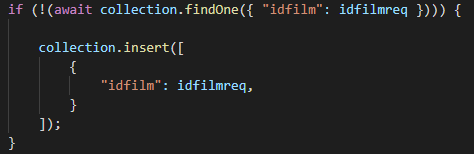 if (!(await collection.findOne({ "idfilm": idfilmreq }))) {
collection.insert([
{
"idfilm": idfilmreq,
}
]);
}